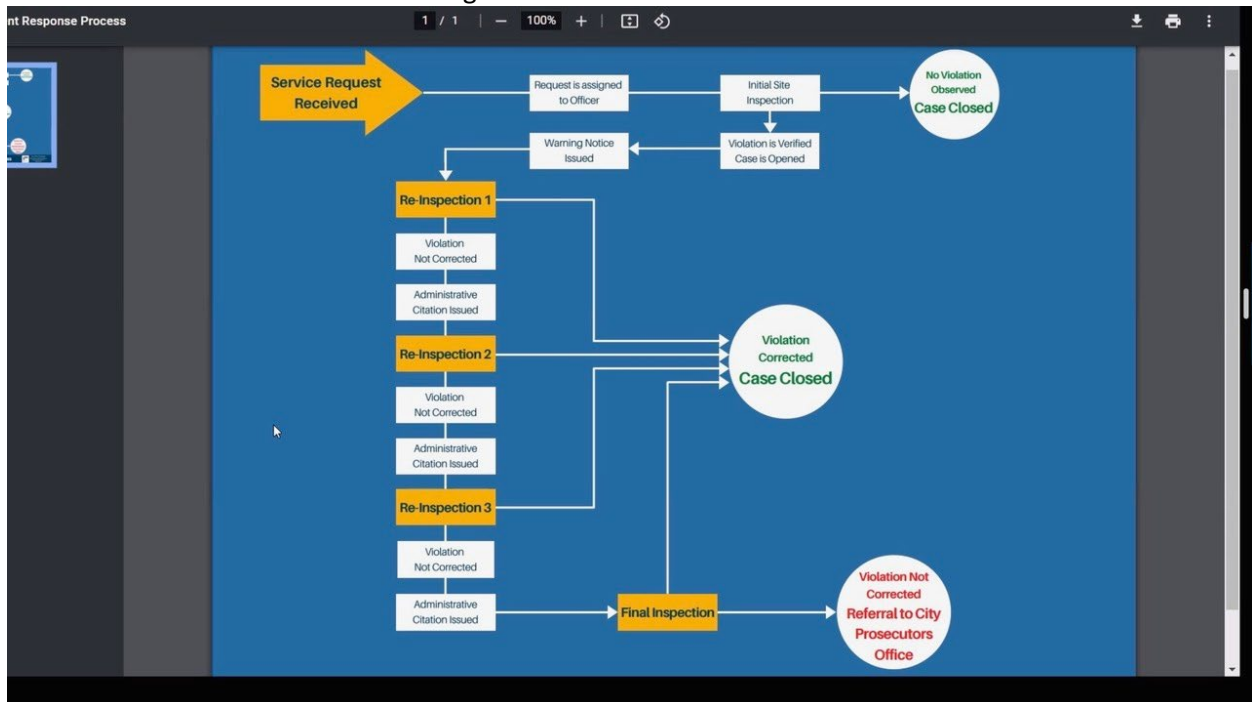 nt Response Process
1 / 1
100%
Service Request
Received
Request is assigned
to Officer
Initial Site
Inspection
No Violation
Observed
Case Closed
Warning Notice
Issued
Violation is Verified
Case is Opened
Re-Inspection 1
Violation
Not Corrected
Administrative
Citation Issued
Re-Inspection 2
Violation
Corrected
Case Closed
Violation
Not Corrected
Administrative
Citation Issued
Re-Inspection 3
Violation
Not Corrected
Administrative
Citation Issued
Final Inspection
Violation Not
Corrected
Referral to City
Prosecutors
Office